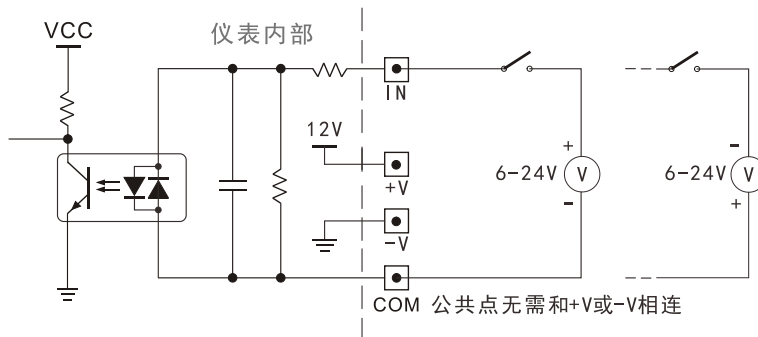 VCC
仪表内部
IN
12V
+V
-V
COM 公共点无需和+V或-V相连
+
6-24V V
-
-
6-24V V
+